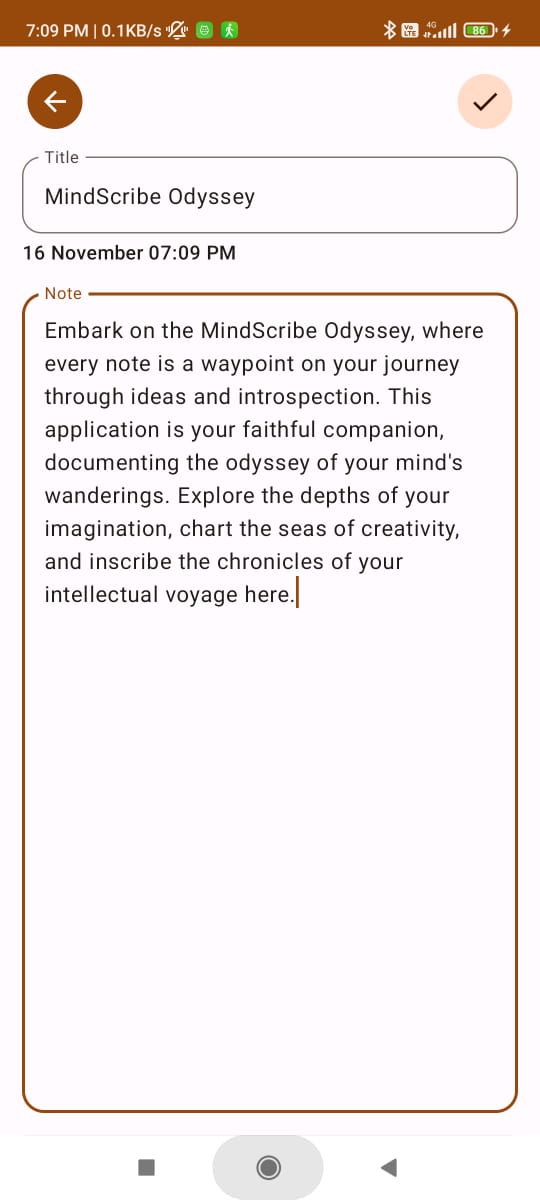 7:09 PM | 0.1KB/s
Vo
LTE
4G
86
Title
MindScribe Odyssey
16 November 07:09 PM
Note
Embark on the MindScribe Odyssey, where
every note is a waypoint on your journey
through ideas and introspection. This
application is your faithful companion,
documenting the odyssey of your mind's
wanderings. Explore the depths of your
imagination, chart the seas of creativity,
and inscribe the chronicles of your
intellectual voyage here.